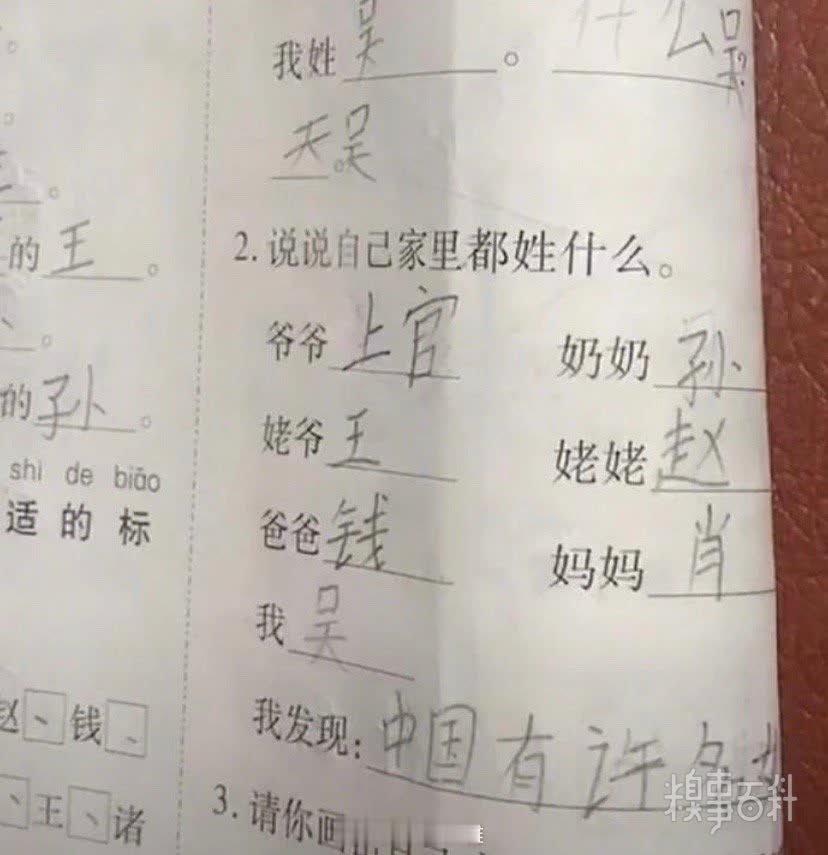 我姓吴。什么吴?
天吴。
。
的王。
。
的孙。
shì de biāo
适的标
赵、钱、
、王、诸
2.说说自己家里都姓什么。
爷爷上官 奶奶孙
姥爷王 姥姥赵
爸爸钱 妈妈肖
我吴
我发现:中国有许多
3.请你画
糗事百科